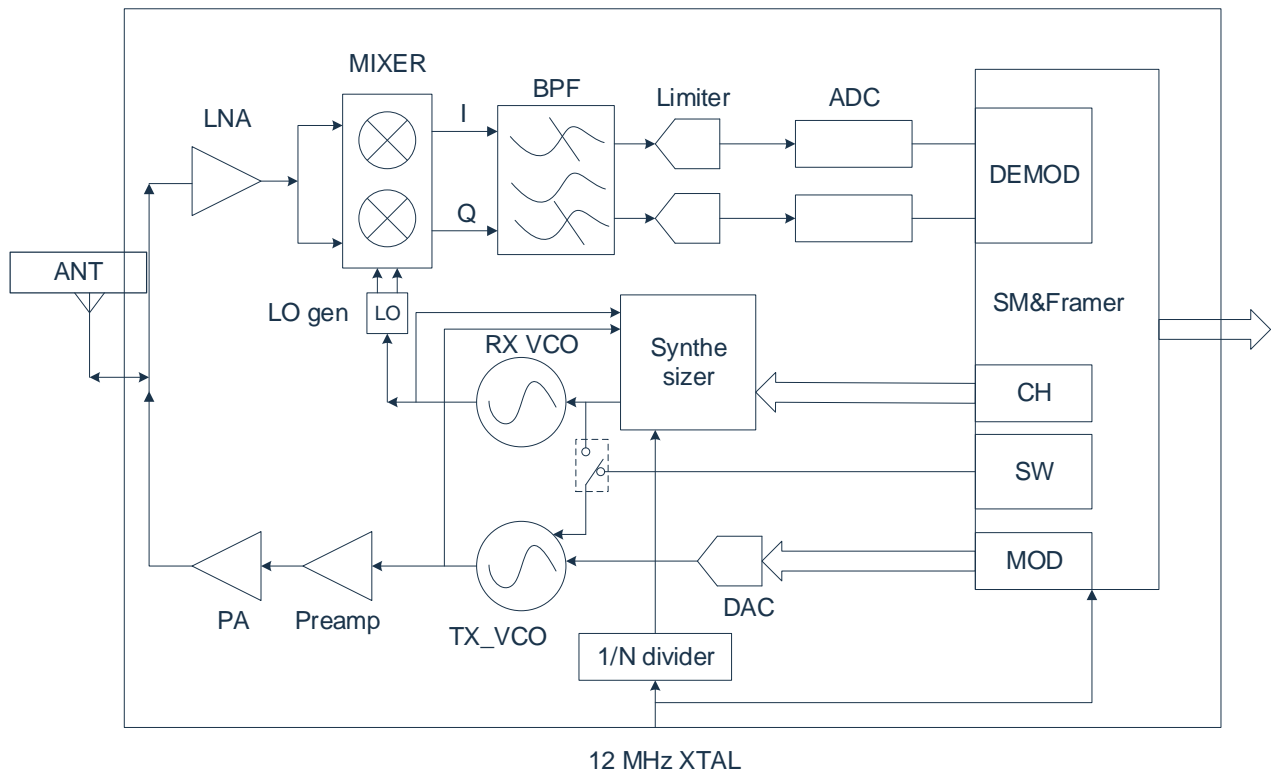 MIXER
BPF
Limiter
ADC
LNA
I
DEMOD
Q
ANT
SM&Framer
LO gen
LO
RX VCO
Synthe
sizer
CH
SW
MOD
DAC
PA
Preamp
TX_VCO
1/N divider
12 MHz XTAL